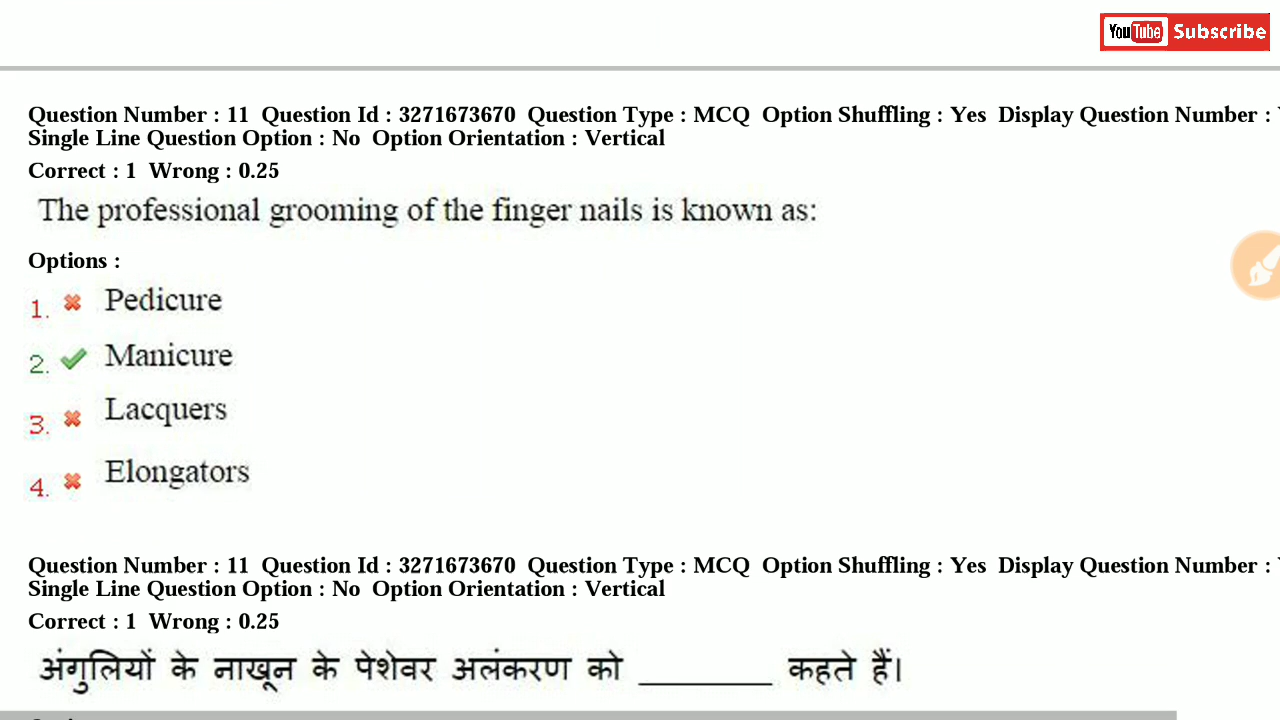 YouTube Subscribe
Question Number : 11 Question Id : 3271673670 Question Type : MCQ Option Shuffling : Yes Display Question Number :
Single Line Question Option : No Option Orientation : Vertical
Correct : 1 Wrong : 0.25
The professional grooming of the finger nails is known as:
Options :
1. Pedicure
2. Manicure
3. Lacquers
4. Elongators
Question Number : 11 Question Id : 3271673670 Question Type : MCQ Option Shuffling : Yes Display Question Number :
Single Line Question Option : No Option Orientation : Vertical
Correct : 1 Wrong : 0.25
अंगुलियों के नाखून के पेशेवर अलंकरण को ________ कहते हैं।